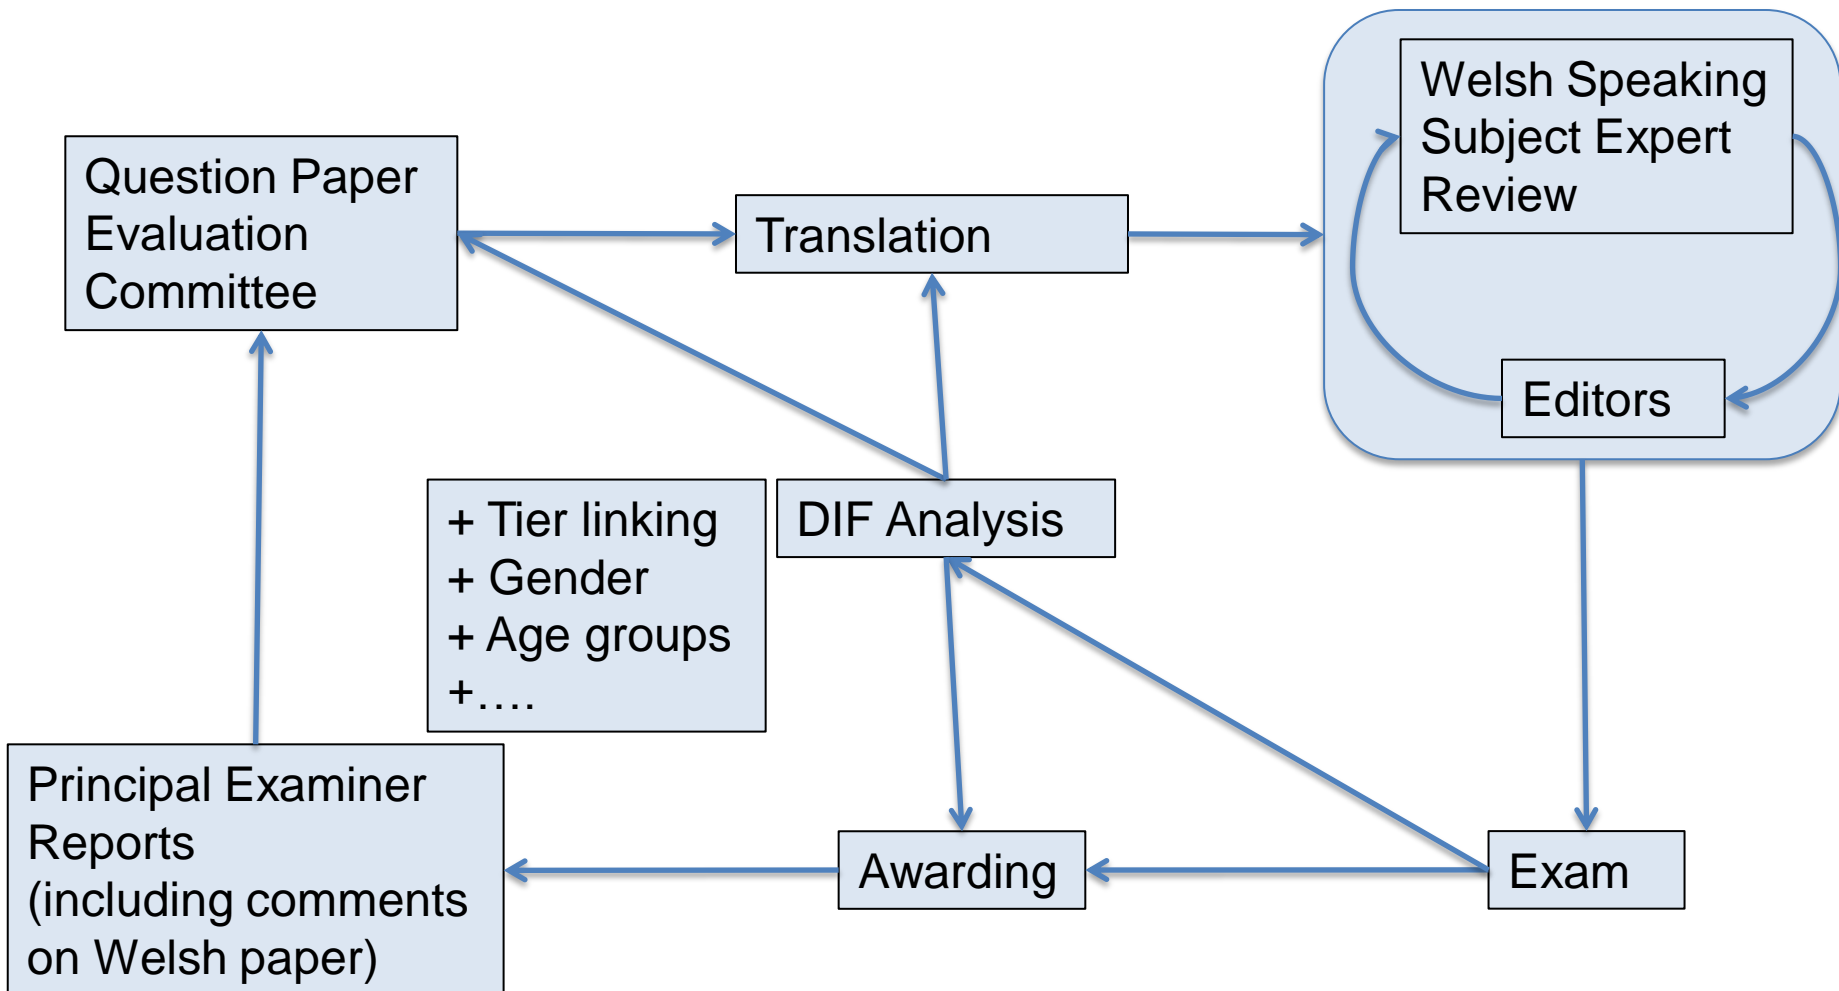 Question Paper
Evaluation
Committee
Translation
Welsh Speaking
Subject Expert
Review
Editors
+ Tier linking
+ Gender
+ Age groups
+....
DIF Analysis
Principal Examiner
Reports
(including comments
on Welsh paper)
Awarding
Exam